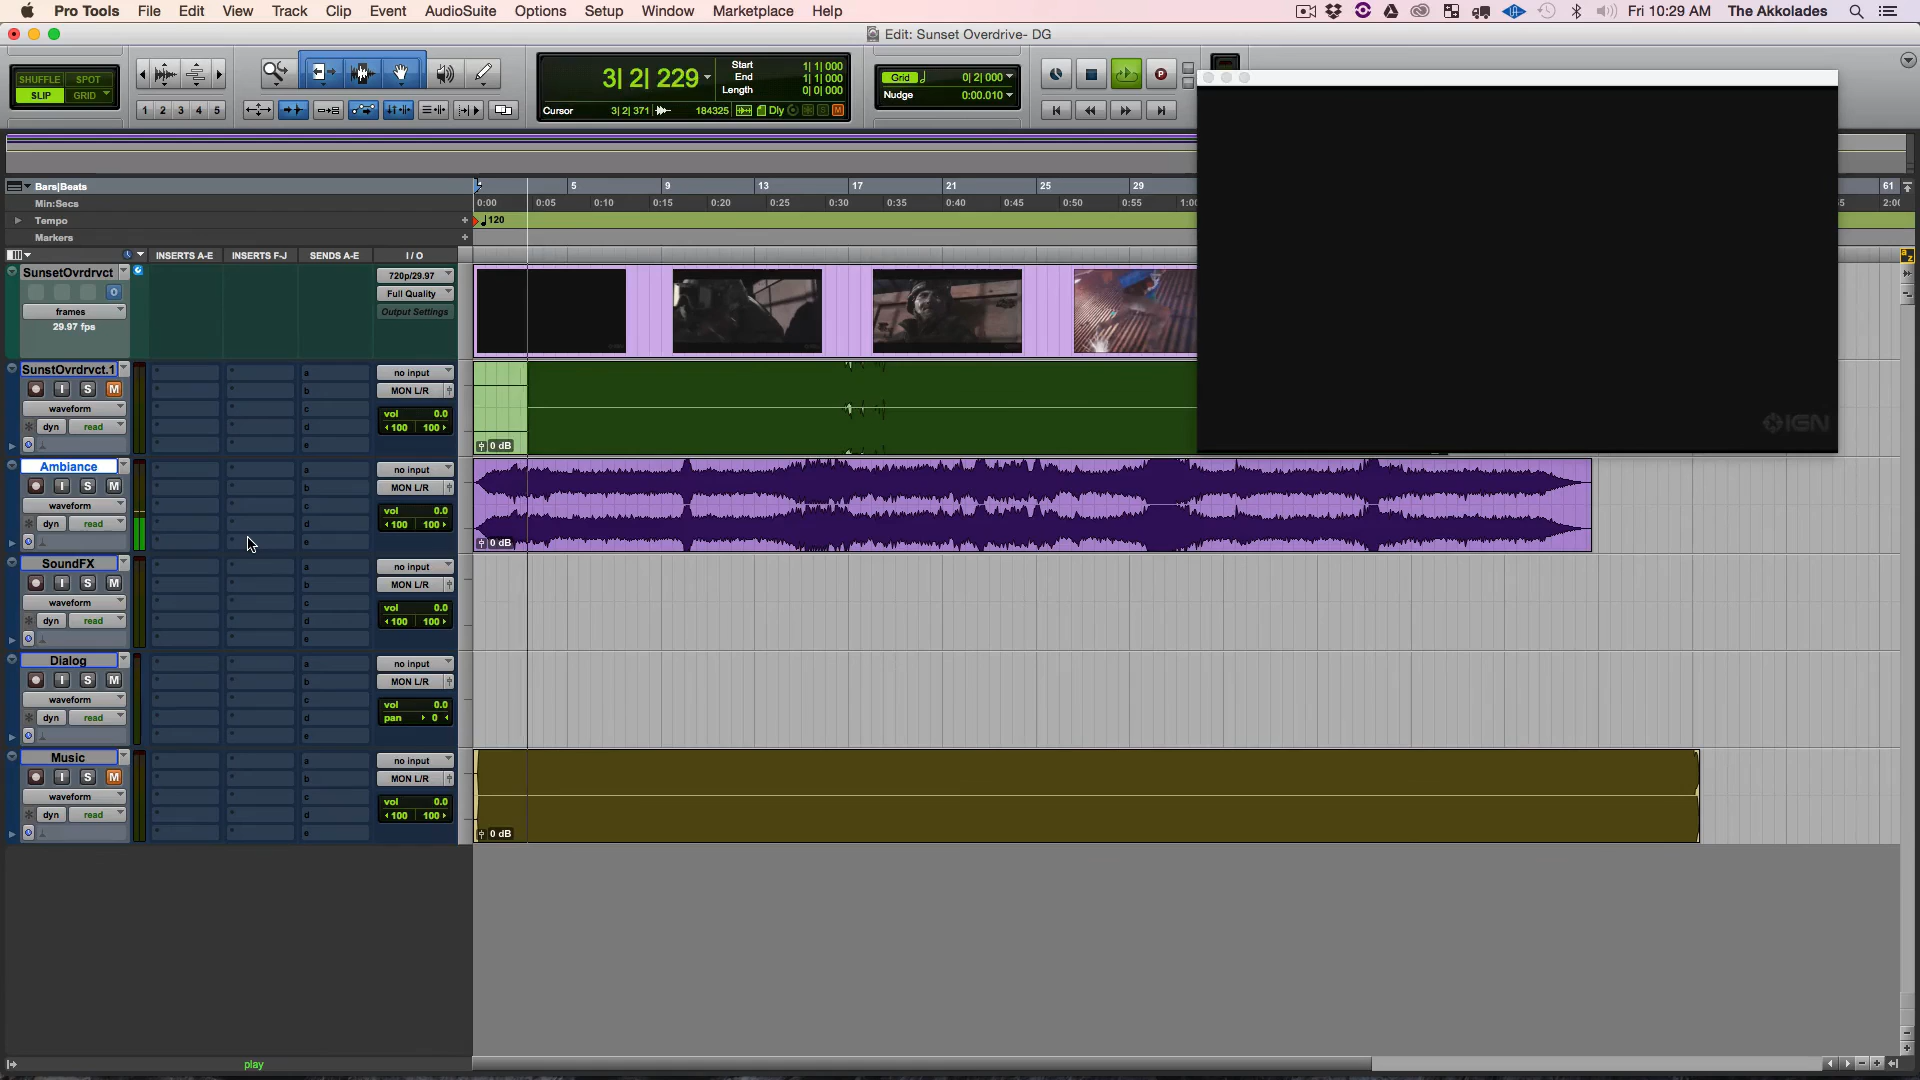 Pro Tools File Edit View Track Clip Event AudioSuite Options Setup Window Marketplace Help Fri 10:29 AM The Akkolades
Edit: Sunset Overdrive- DG
SHUFFLE SPOT
SLIP GRID
1 2 3 4 5
3| 2| 229
Start 1| 1| 000
End 1| 1| 000
Length 0| 0| 000
Cursor 3| 2| 371 184325 Dly S M
Grid 0| 2| 000
Nudge 0:00.010
P
Bars|Beats 5 9 13 17 21 25 29 61
Min:Secs 0:00 0:05 0:10 0:15 0:20 0:25 0:30 0:35 0:40 0:45 0:50 0:55 1:00 2:00
Tempo 120
Markers
INSERTS A-E INSERTS F-J SENDS A-E I / O
SunsetOvrdrvct
frames
29.97 fps
720p/29.97
Full Quality
Output Settings
IGN
SunstOvrdrvct.1
I S M
waveform
dyn read
a
b
c
d
e
no input
MON L/R
vol 0.0
100 100
0 dB
Ambiance
I S M
waveform
dyn read
a
b
c
d
e
no input
MON L/R
vol 0.0
100 100
0 dB
SoundFX
I S M
waveform
dyn read
a
b
c
d
e
no input
MON L/R
vol 0.0
100 100
Dialog
I S M
waveform
dyn read
a
b
c
d
e
no input
MON L/R
vol 0.0
pan 0
Music
I S M
waveform
dyn read
a
b
c
d
e
no input
MON L/R
vol 0.0
100 100
0 dB
play